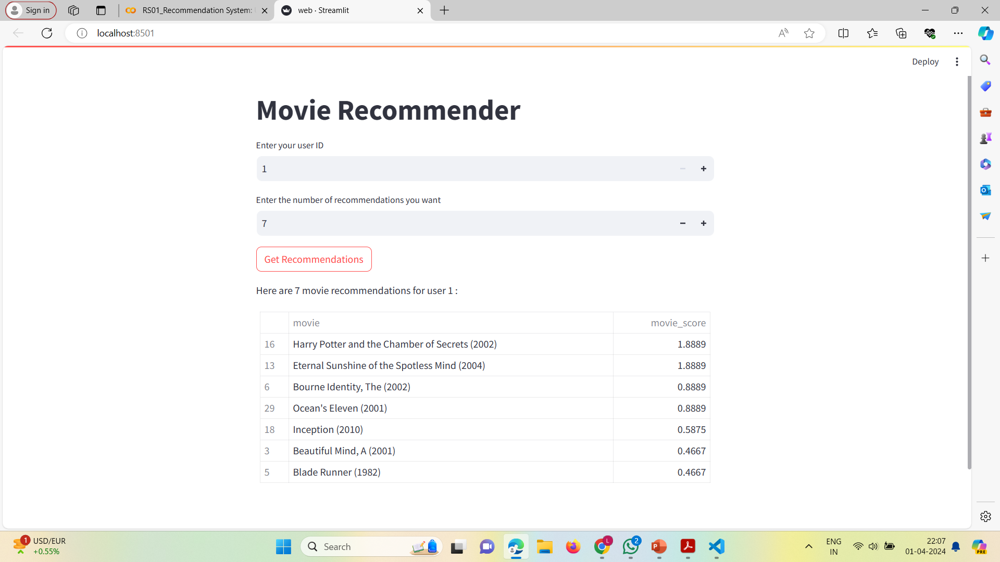 Sign in
RS01_Recommendation System:
web · Streamlit
localhost:8501
Deploy
Movie Recommender
Enter your user ID
1
Enter the number of recommendations you want
7
Get Recommendations
Here are 7 movie recommendations for user 1 :
movie movie_score
16 Harry Potter and the Chamber of Secrets (2002) 1.8889
13 Eternal Sunshine of the Spotless Mind (2004) 1.8889
6 Bourne Identity, The (2002) 0.8889
29 Ocean's Eleven (2001) 0.8889
18 Inception (2010) 0.5875
3 Beautiful Mind, A (2001) 0.4667
5 Blade Runner (1982) 0.4667
1 USD/EUR
+0.55%
Search
L
2
ENG
IN
22:07
01-04-2024
PRE